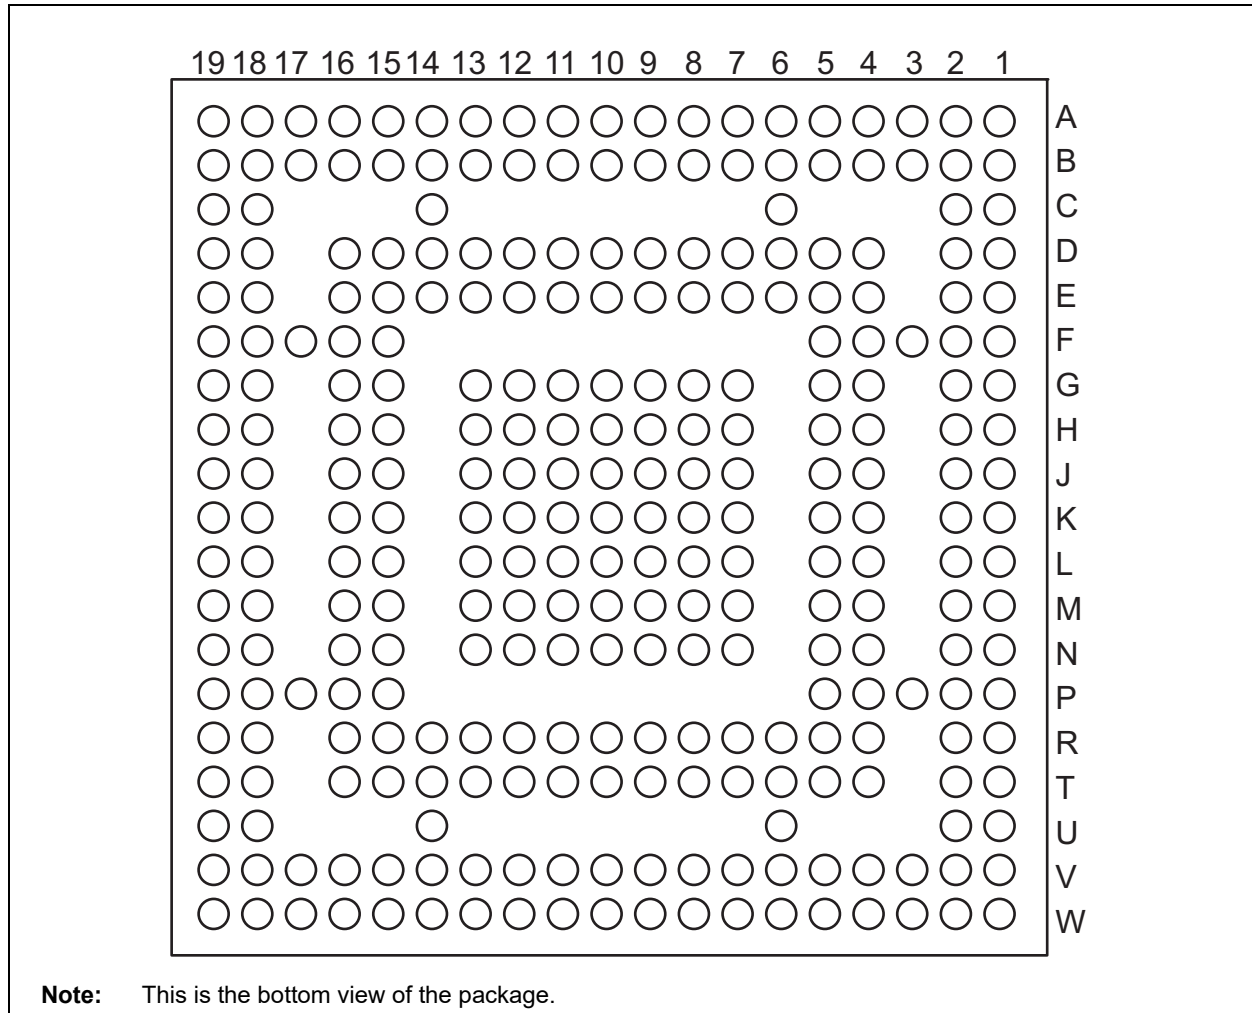 19 18 17 16 15 14 13 12 11 10 9 8 7 6 5 4 3 2 1
A
B
C
D
E
F
G
H
J
K
L
M
N
P
R
T
U
V
W
Note: This is the bottom view of the package.